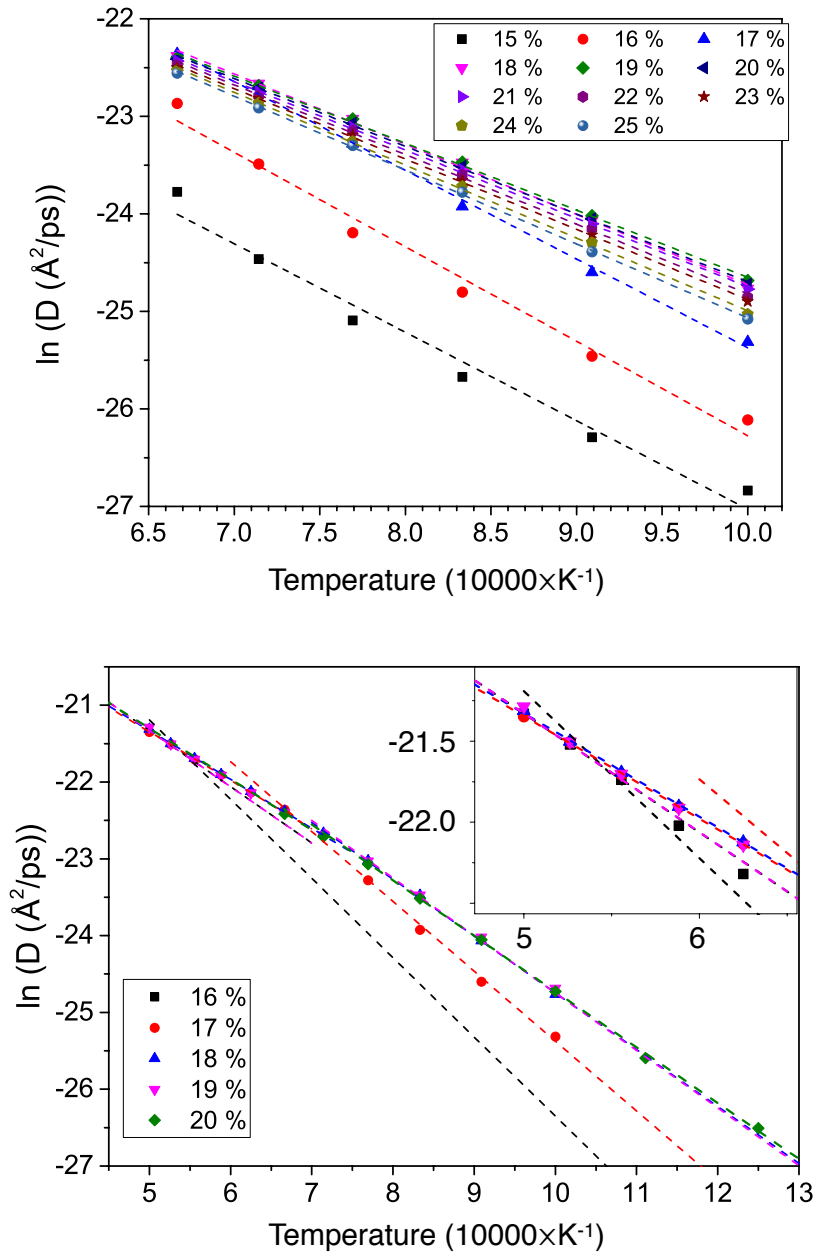 -22
-23
-24
-25
-26
-27
ln (D (Å²/ps))
15 % 16 % 17 %
18 % 19 % 20 %
21 % 22 % 23 %
24 % 25 %
6.5 7.0 7.5 8.0 8.5 9.0 9.5 10.0
Temperature (10000×K⁻¹)
-21
-22
-23
-24
-25
-26
-27
ln (D (Å²/ps))
-21.5
-22.0
5 6
16 %
17 %
18 %
19 %
20 %
5 6 7 8 9 10 11 12 13
Temperature (10000×K⁻¹)